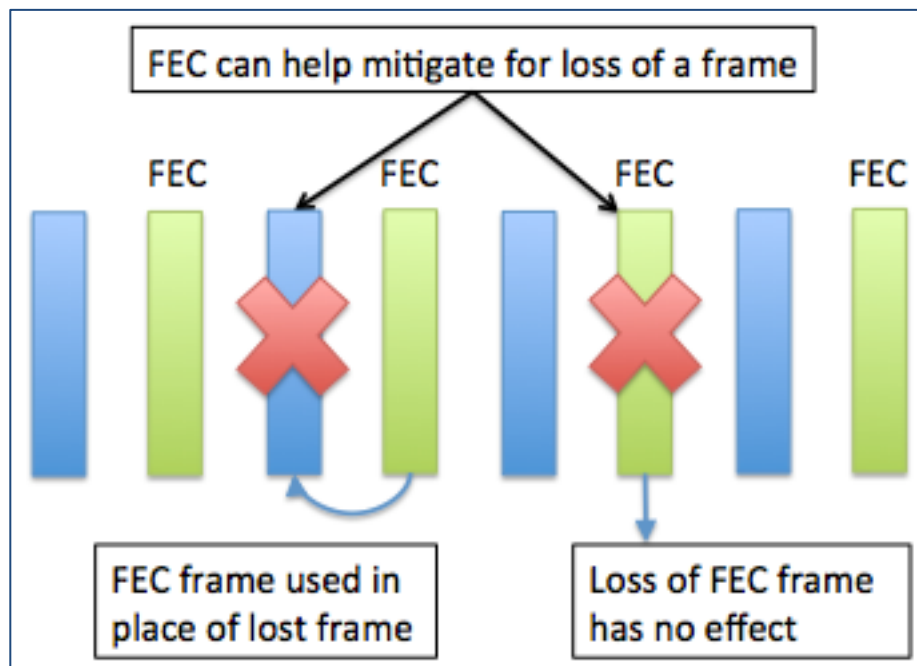 FEC can help mitigate for loss of a frame
FEC FEC FEC FEC
FEC frame used in
place of lost frame
Loss of FEC frame
has no effect